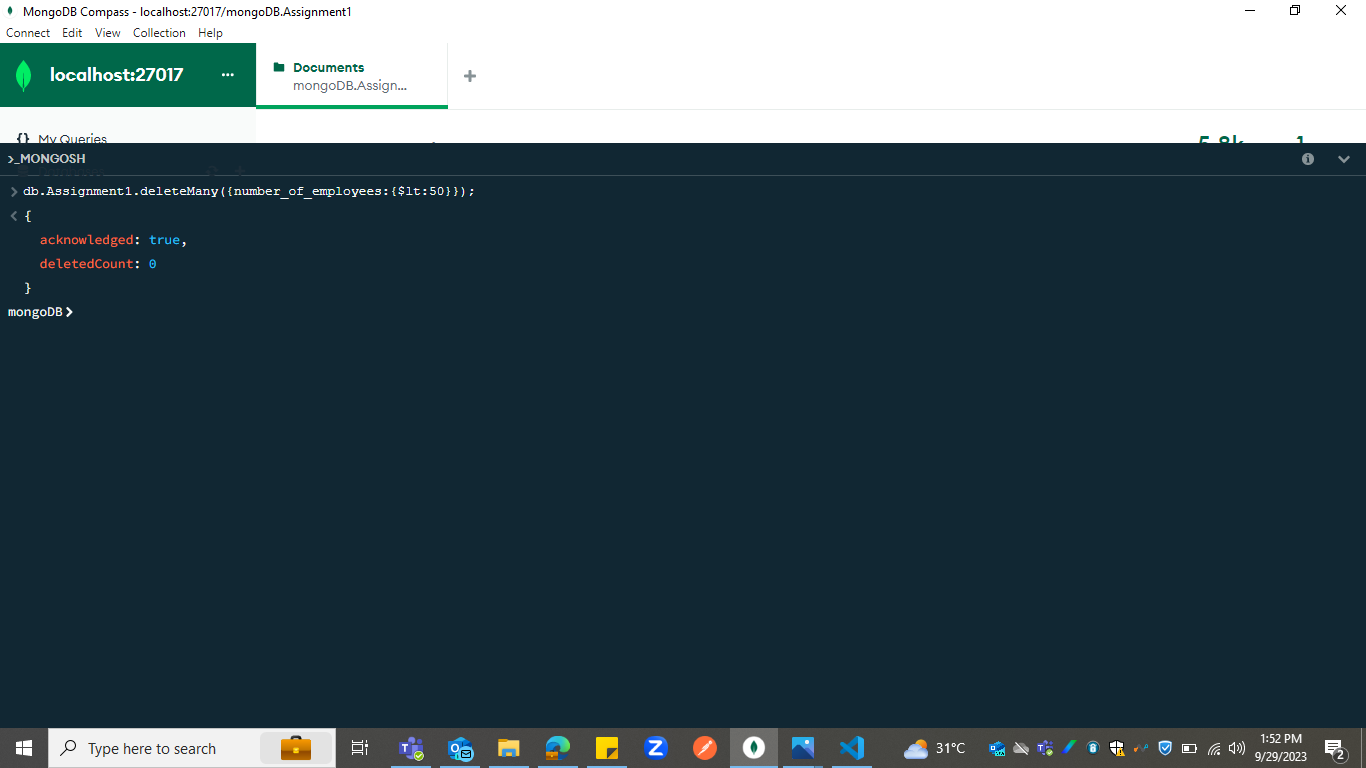 MongoDB Compass - localhost:27017/mongoDB.Assignment1
Connect Edit View Collection Help
localhost:27017 ...
Documents
mongoDB.Assign...
{} My Queries
5.8k 1
>_MONGOSH
> db.Assignment1.deleteMany({number_of_employees:{$lt:50}});
< {
acknowledged: true,
deletedCount: 0
}
mongoDB>
Type here to search
31°C
1:52 PM
9/29/2023
2